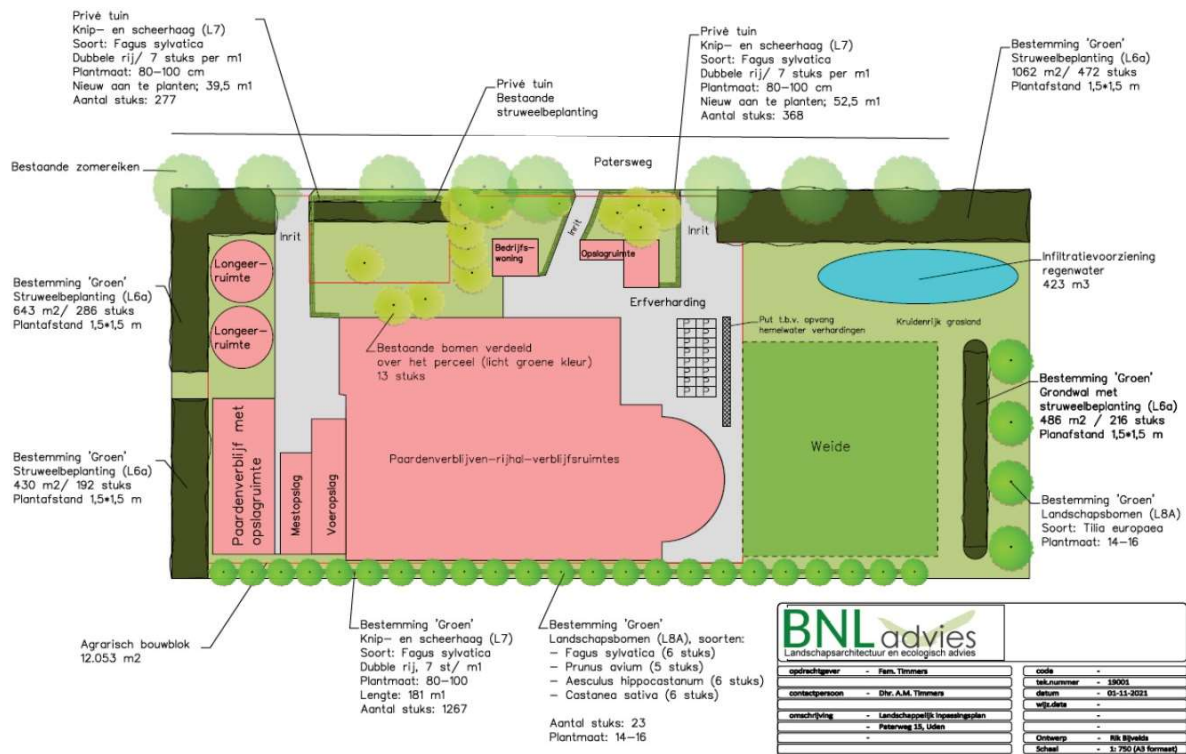 Privé tuin
Knip- en scheerhaag (L7)
Soort: Fagus sylvatica
Dubbele rij/ 7 stuks per m1
Plantmaat: 80-100 cm
Nieuw aan te planten; 39,5 m1
Aantal stuks: 277
Privé tuin
Bestaande
struweelbeplanting
Privé tuin
Knip- en scheerhaag (L7)
Soort: Fagus sylvatica
Dubbele rij/ 7 stuks per m1
Plantmaat: 80-100 cm
Nieuw aan te planten; 52,5 m1
Aantal stuks: 368
Bestemming 'Groen'
Struweelbeplanting (L6a)
1062 m2/ 472 stuks
Plantafstand 1,5*1,5 m
Bestaande zomereiken
Patersweg
Inrit
Inrit
Inrit
Bedrijfs-
woning
Opslagruimte
Longeer-
ruimte
Longeer-
ruimte
Erfverharding
Infiltratievoorziening
regenwater
423 m3
Bestemming 'Groen'
Struweelbeplanting (L6a)
643 m2/ 286 stuks
Plantafstand 1,5*1,5 m
Put t.b.v. opvang
hemelwater verhardingen
Kruidenrijk grasland
Bestaande bomen verdeeld
over het perceel (licht groene kleur)
13 stuks
P P
P P
P P
P P
P P
P P
P P
P P
Bestemming 'Groen'
Grondwal met
struweelbeplanting (L6a)
486 m2 / 216 stuks
Planafstand 1,5*1,5 m
Weide
Paardenverblijven-rijhal-verblijfsruimtes
Paardenverblijf met
opslagruimte
Mestopslag
Voeropslag
Bestemming 'Groen'
Struweelbeplanting (L6a)
430 m2/ 192 stuks
Plantafstand 1,5*1,5 m
Bestemming 'Groen'
Landschapsbomen (L8A)
Soort: Tilia europaea
Plantmaat: 14-16
Agrarisch bouwblok
12.053 m2
Bestemming 'Groen'
Knip- en scheerhaag (L7)
Soort: Fagus sylvatica
Dubble rij, 7 st/ m1
Plantmaat: 80-100
Lengte: 181 m1
Aantal stuks: 1267
Bestemming 'Groen'
Landschapsbomen (L8A), soorten:
- Fagus sylvatica (6 stuks)
- Prunus avium (5 stuks)
- Aesculus hippocastanum (6 stuks)
- Castanea sativa (6 stuks)
Aantal stuks: 23
Plantmaat: 14-16
BNL advies
Landschapsarchitectuur en ecologisch advies
opdrachtgever - Fam. Timmers
contactpersoon - Dhr. A.M. Timmers
omschrijving - Landschappelijk inpassingsplan
- Paterweg 15, Uden
-
code -
tek.nummer - 19001
datum - 01-11-2021
wijz.data -
-
-
Ontwerp - Rik Bijvelds
Schaal - 1: 750 (A3 formaat)